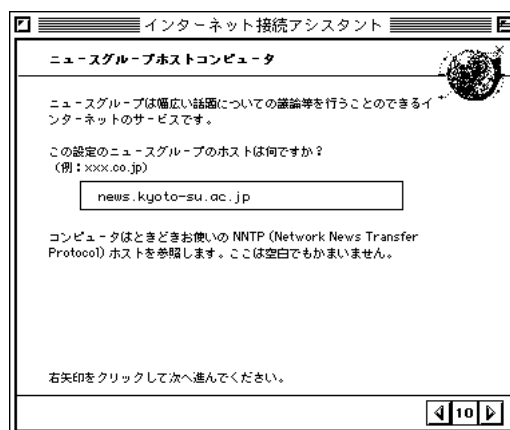 インターネット接続アシスタント
ニュースグループホストコンピュータ
ニュースグループは幅広い話題についての議論等を行うことのできるイ
ンターネットのサービスです。
この設定のニュースグループのホストは何ですか？
（例：xxx.co.jp）
news.kyoto-su.ac.jp
コンピュータはときどきお使いの NNTP (Network News Transfer
Protocol) ホストを参照します。ここは空白でもかまいません。
右矢印をクリックして次へ進んでください。
10